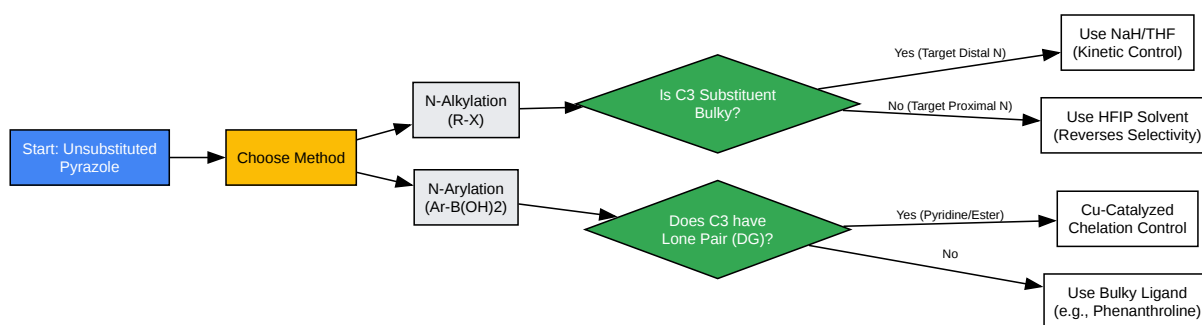 Start: Unsubstituted
Pyrazole
Choose Method
N-Alkylation
(R-X)
N-Arylation
(Ar-B(OH)2)
Is C3 Substituent
Bulky?
Does C3 have
Lone Pair (DG)?
Yes (Target Distal N)
No (Target Proximal N)
Yes (Pyridine/Ester)
No
Use NaH/THF
(Kinetic Control)
Use HFIP Solvent
(Reverses Selectivity)
Cu-Catalyzed
Chelation Control
Use Bulky Ligand
(e.g., Phenanthroline)